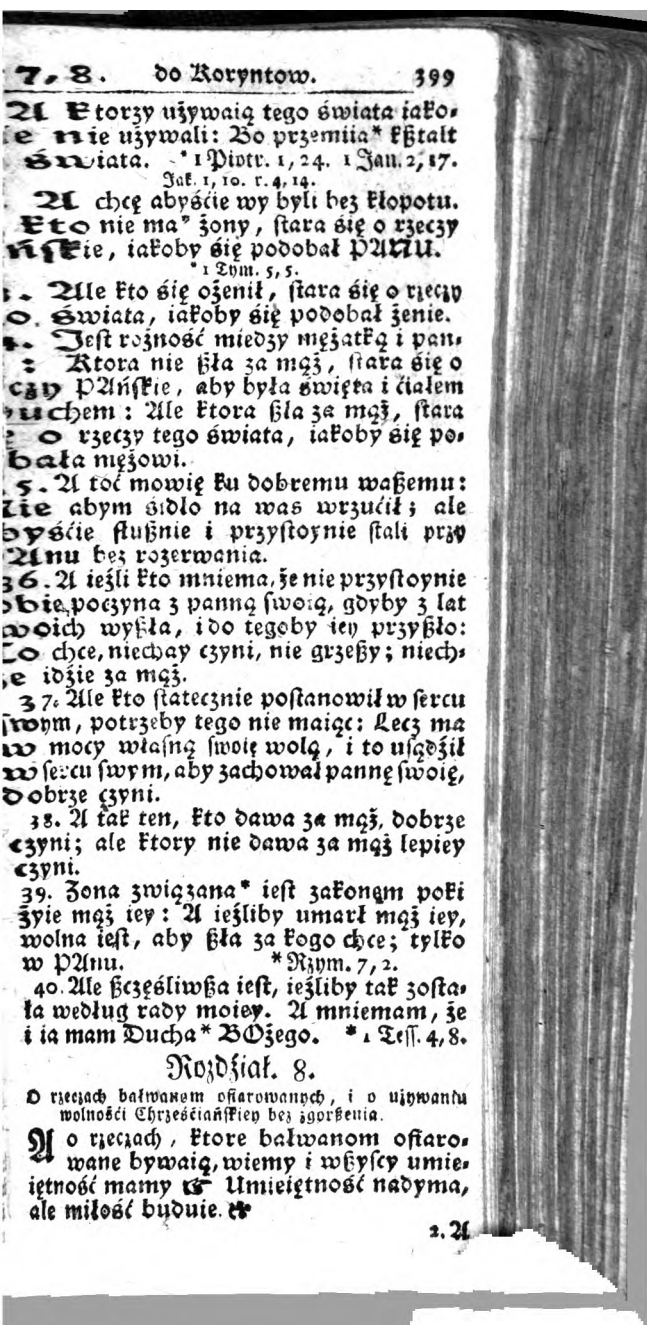 7, 8. do Koryntow. 399
A ktorzy używaią tego świata iako-
nie używali: Bo przemiia* kßtałt
świata. * 1 Piotr. 1, 24. 1 Jan. 2, 17.
Jak. 1, 10. r. 4, 14.
A chcę abyście wy byli bez kłopotu.
Kto nie ma* żony, stara się o rzeczy
ńskie, iakoby się podobał PANU.
* 1 Tym. 5, 5.
. Ale kto się ożenił, stara się o rzeczy
o, świata, iakoby się podobał żenie.
Jest rożność miedzy mężatką i pan-
: Ktora nie ßła za mąż, stara się o
czy PAńskie, aby była święta i ciałem
duchem: Ale ktora ßła za mąż, stara
o rzeczy tego świata, iakoby się po-
bała mężowi.
5. A toć mowię ku dobremu waßemu:
abym sidło na was wrzucił; ale
byście słußnie i przystoynie stali przy
PAnu bez rozerwania.
36. A ieżli kto mniema, że nie przystoynie
obie poczyna z panną swoią, gdyby z lat
woich wyßła, i do tegoby iey przyßło:
Co chce, niechay czyni, nie grzeßy; niech-
że idzie za mąż.
37. Ale kto statecznie postanowił w sercu
swym, potrzeby tego nie maiąc: Lecz ma
w mocy własną swoię wolą, i to usądził
w sercu swym, aby zachował pannę swoię,
dobrze czyni.
38. A tak ten, kto dawa za mąż, dobrze
czyni; ale ktory nie dawa za mąż lepiey
czyni.
39. Zona związana* iest zakonem poki
żyie mąż iey: A ieżliby umarł mąż iey,
wolna iest, aby ßła za kogo chce; tylko
w PAnu. * Rzym. 7, 2.
40. Ale ßczęśliwßa iest, ieżliby tak zosta-
ła według rady moiey. A mniemam, że
i ia mam Ducha* BOżego. * 1 Tess. 4, 8.
Rozdział. 8.
O rzeczach bałwanom ofiarowanych, i o używaniu
wolności Chrześciańskiey bez zgorßenia.
A o rzeczach, ktore bałwanom ofiaro-
wane bywaią, wiemy i wßyscy umie-
iętność mamy ☞ Umieiętność nadyma,
ale miłość buduie.
2. A